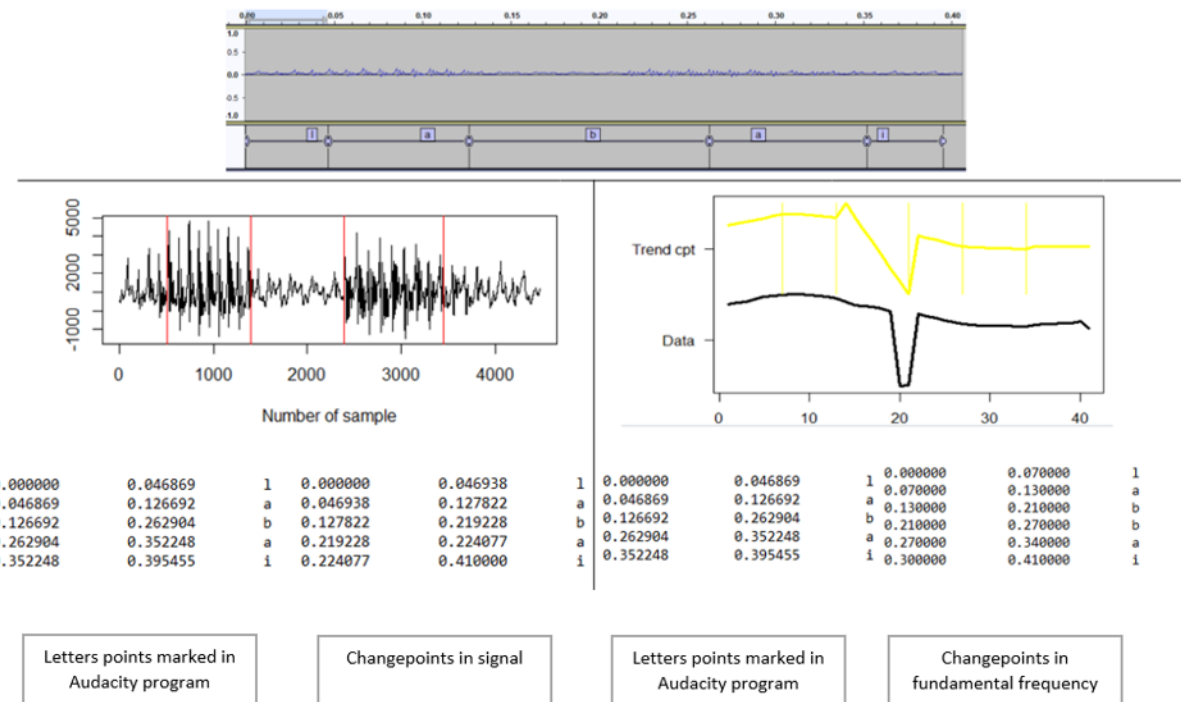 0.00 0.05 0.10 0.15 0.20 0.25 0.30 0.35 0.40
1.0
0.5
0.0
-0.5
-1.0
l a b a i
5000
2000
-1000
0 1000 2000 3000 4000
Number of sample
Trend cpt
Data
0 10 20 30 40
.000000 0.046869 l
.046869 0.126692 a
.126692 0.262904 b
.262904 0.352248 a
.352248 0.395455 i
0.000000 0.046938 l
0.046938 0.127822 a
0.127822 0.219228 b
0.219228 0.224077 a
0.224077 0.410000 i
0.000000 0.046869 l
0.046869 0.126692 a
0.126692 0.262904 b
0.262904 0.352248 a
0.352248 0.395455 i
0.000000 0.070000 l
0.070000 0.130000 a
0.130000 0.210000 b
0.210000 0.270000 b
0.270000 0.340000 a
0.300000 0.410000 i
Letters points marked in
Audacity program
Changepoints in signal
Letters points marked in
Audacity program
Changepoints in
fundamental frequency